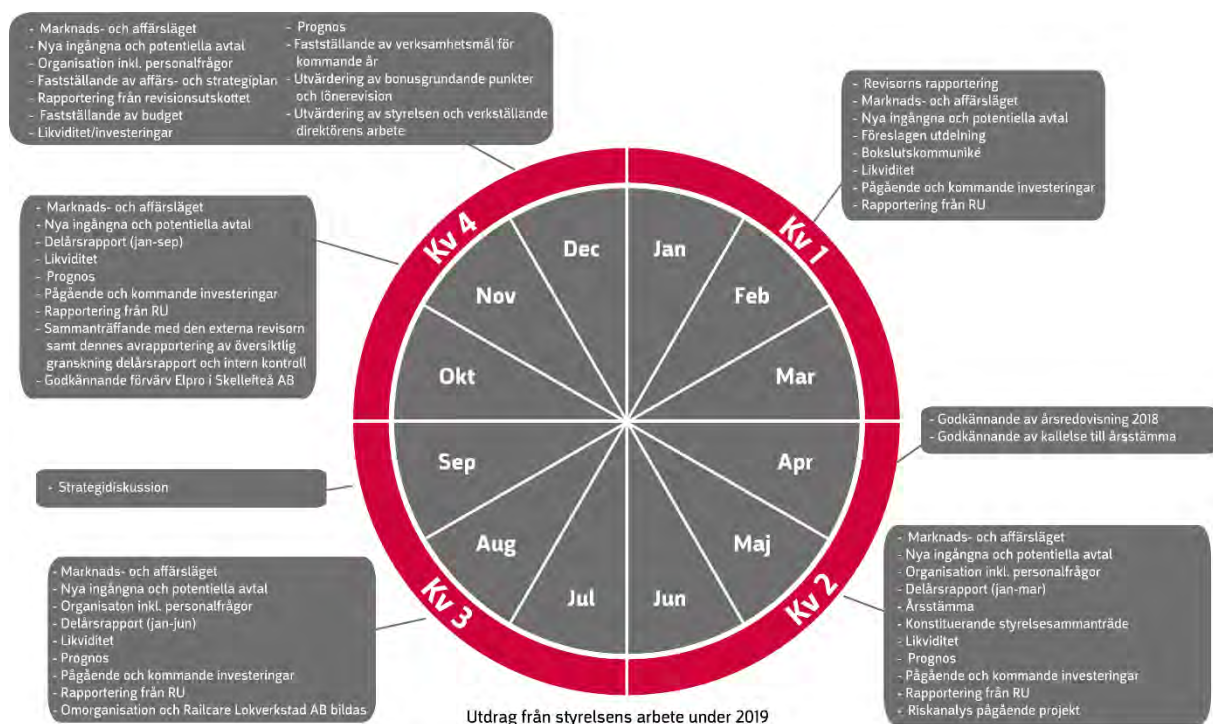 - Marknads- och affärsläget
- Nya ingångna och potentiella avtal
- Organisation inkl. personalfrågor
- Fastställande av affärs- och strategiplan
- Rapportering från revisionsutskottet
- Fastställande av budget
- Likviditet/investeringar
- Prognos
- Fastställande av verksamhetsmål för
kommande år
- Utvärdering av bonusgrundande punkter
och lönerevision
- Utvärdering av styrelsen och verkställande
direktörens arbete
- Revisorns rapportering
- Marknads- och affärsläget
- Nya ingångna och potentiella avtal
- Föreslagen utdelning
- Bokslutskommuniké
- Likviditet
- Pågående och kommande investeringar
- Rapportering från RU
- Marknads- och affärsläget
- Nya ingångna och potentiella avtal
- Delårsrapport (jan-sep)
- Likviditet
- Prognos
- Pågående och kommande investeringar
- Rapportering från RU
- Sammanträffande med den externa revisorn
samt dennes avrapportering av översiktlig
granskning delårsrapport och intern kontroll
- Godkännande förvärv Elpro i Skellefteå AB
Kv 4
Kv 1
Dec
Jan
Nov
Feb
Okt
Mar
Sep
Apr
Aug
Maj
Jul
Jun
Kv 3
Kv 2
- Godkännande av årsredovisning 2018
- Godkännande av kallelse till årsstämma
- Strategidiskussion
- Marknads- och affärsläget
- Nya ingångna och potentiella avtal
- Organisaton inkl. personalfrågor
- Delårsrapport (jan-jun)
- Likviditet
- Prognos
- Pågående och kommande investeringar
- Rapportering från RU
- Omorganisation och Railcare Lokverkstad AB bildas
- Marknads- och affärsläget
- Nya ingångna och potentiella avtal
- Organisation inkl. personalfrågor
- Delårsrapport (jan-mar)
- Årsstämma
- Konstituerande styrelsesammanträde
- Likviditet
- Prognos
- Pågående och kommande investeringar
- Rapportering från RU
- Riskanalys pågående projekt
Utdrag från styrelsens arbete under 2019